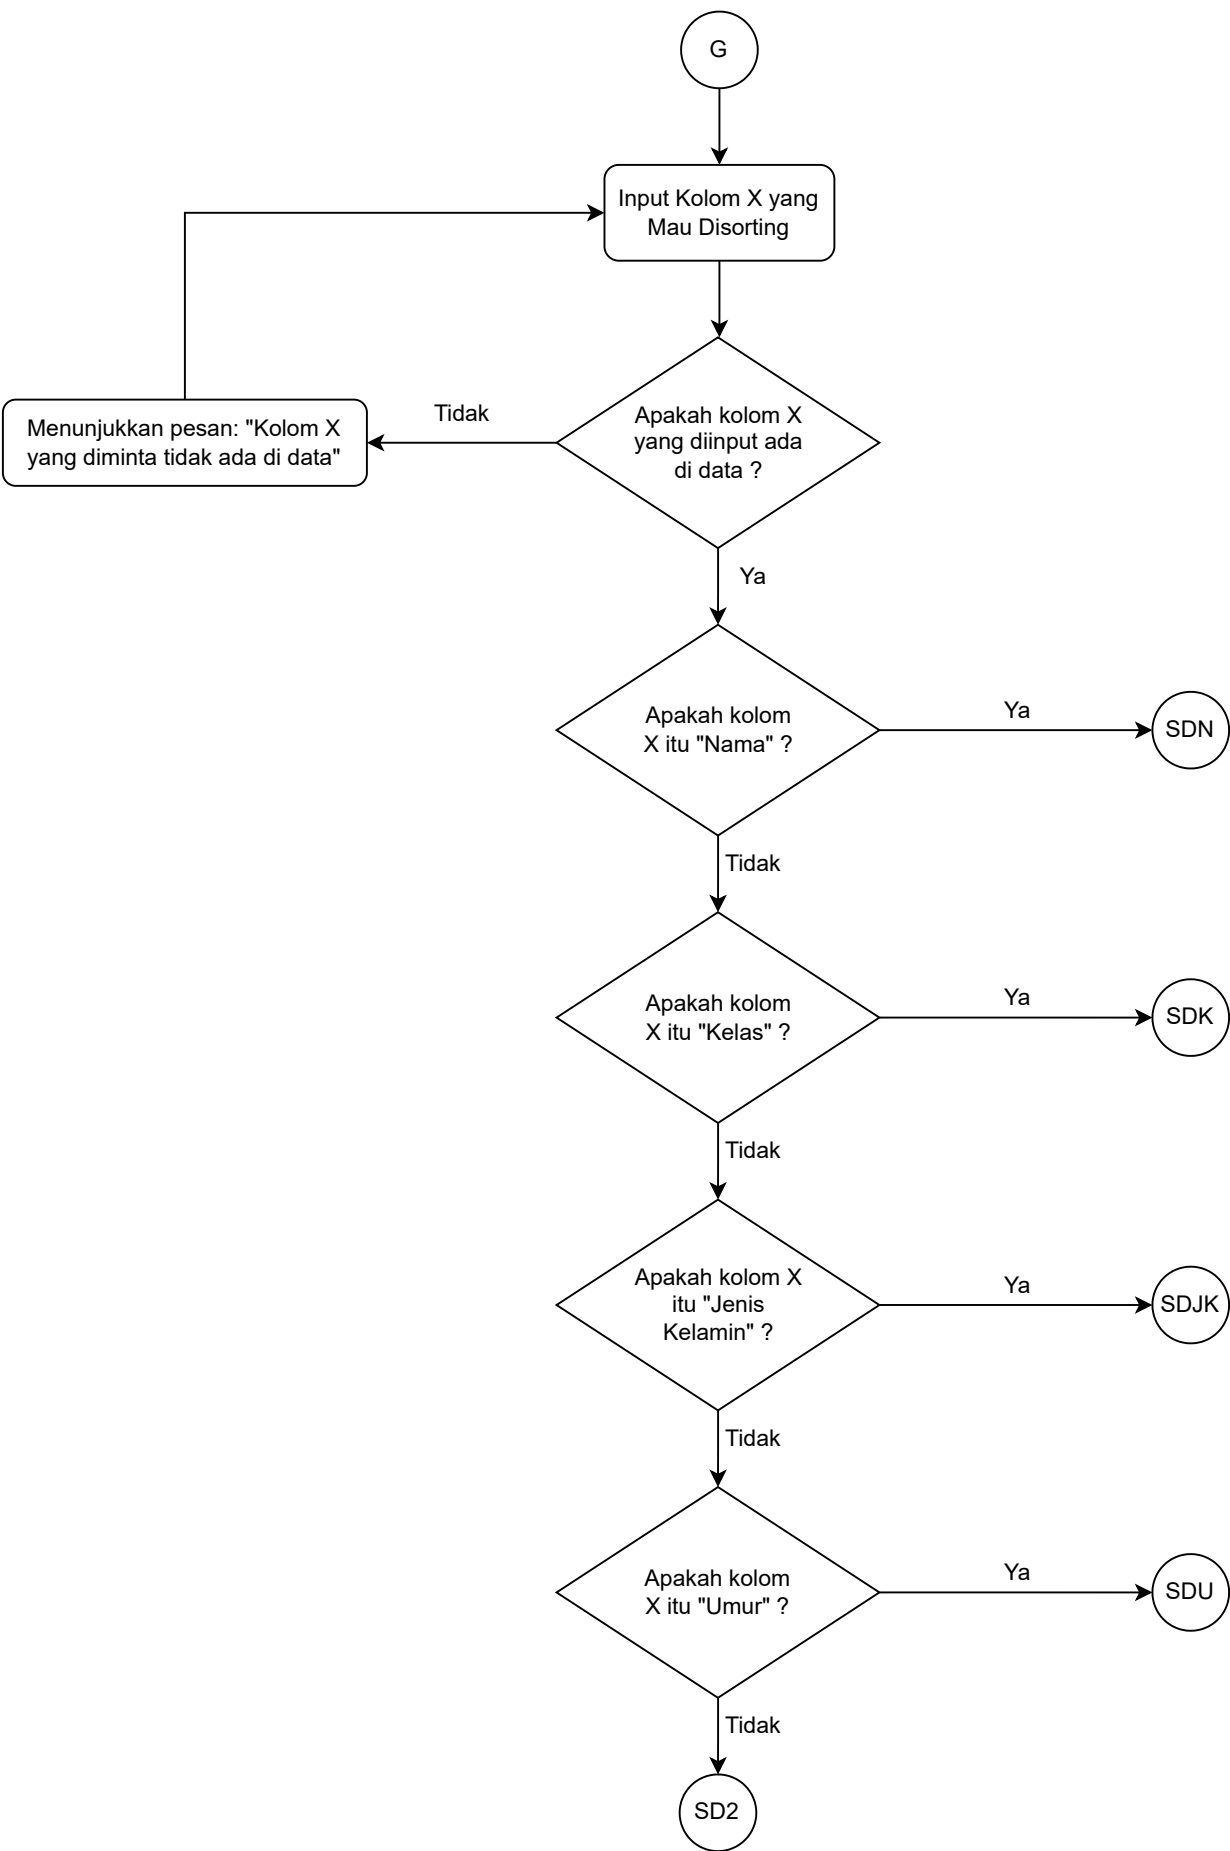 G
Input Kolom X yang
Mau Disorting
Tidak
Apakah kolom X
yang diinput ada
di data ?
Menunjukkan pesan: "Kolom X
yang diminta tidak ada di data"
Ya
Apakah kolom
X itu "Nama" ?
Ya
SDN
Tidak
Apakah kolom
X itu "Kelas" ?
Ya
SDK
Tidak
Apakah kolom X
itu "Jenis
Kelamin" ?
Ya
SDJK
Tidak
Apakah kolom
X itu "Umur" ?
Ya
SDU
Tidak
SD2